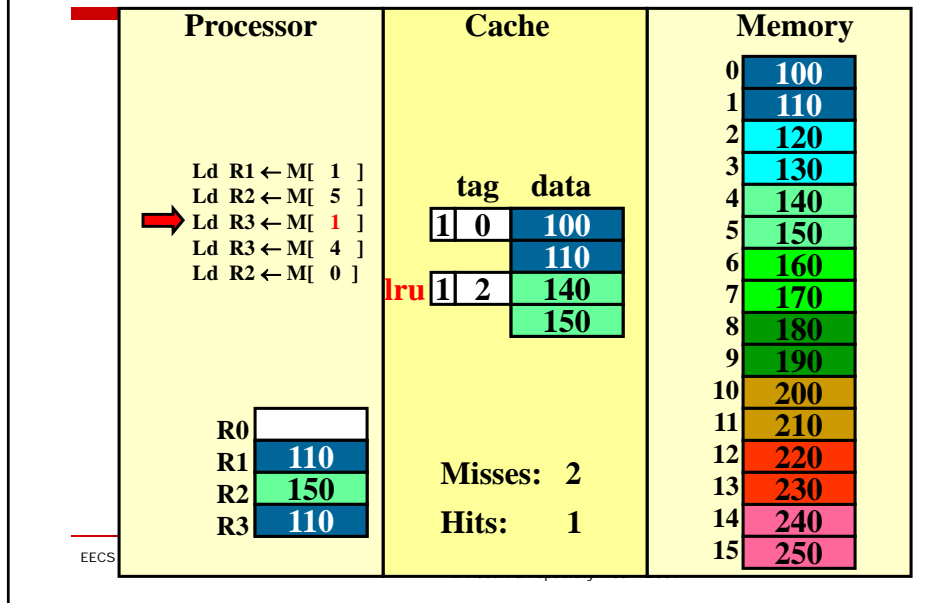 Processor
Ld R1 ← M[ 1 ]
Ld R2 ← M[ 5 ]
Ld R3 ← M[ 1 ]
Ld R3 ← M[ 4 ]
Ld R2 ← M[ 0 ]
R0
R1 110
R2 150
R3 110
Cache
tag data
1 0 100
110
lru 1 2 140
150
Misses: 2
Hits: 1
Memory
0 100
1 110
2 120
3 130
4 140
5 150
6 160
7 170
8 180
9 190
10 200
11 210
12 220
13 230
14 240
15 250
EECS